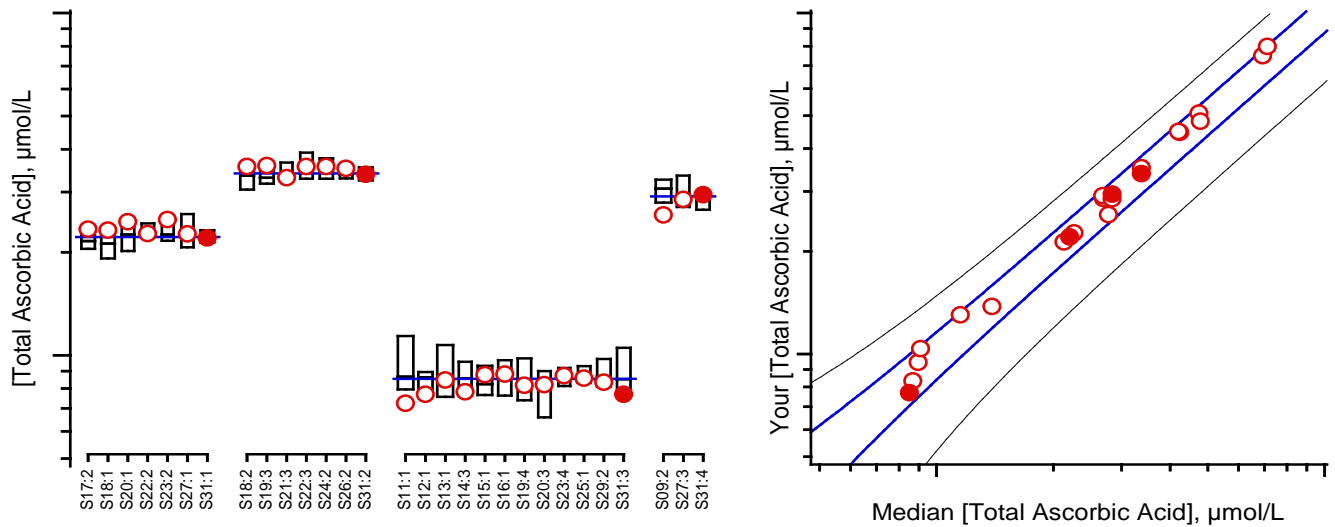 [Total Ascorbic Acid], µmol/L
S17:2
S18:1
S20:1
S22:2
S23:2
S27:1
S31:1
S18:2
S19:3
S21:3
S22:3
S24:2
S26:2
S31:2
S11:1
S12:1
S13:1
S14:3
S15:1
S16:1
S19:4
S20:3
S23:4
S25:1
S29:2
S31:3
S09:2
S27:3
S31:4
Your [Total Ascorbic Acid], µmol/L
Median [Total Ascorbic Acid], µmol/L